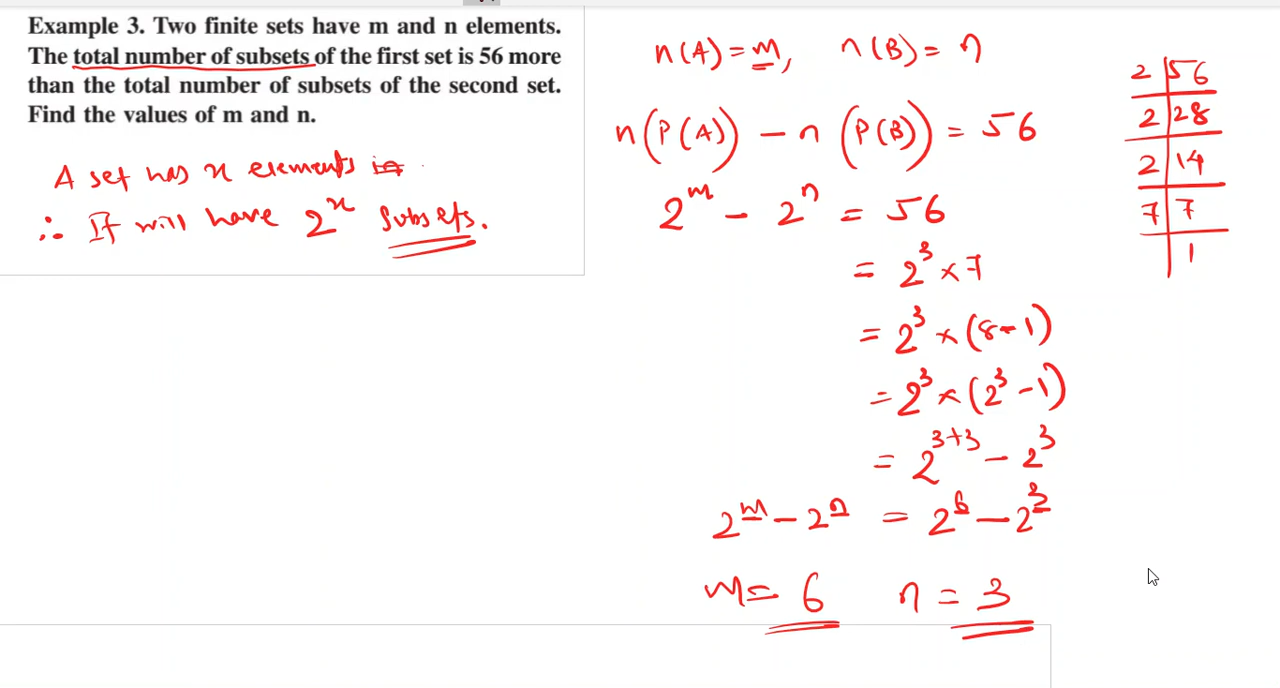 Example 3. Two finite sets have m and n elements.
The total number of subsets of the first set is 56 more
than the total number of subsets of the second set.
Find the values of m and n.
A set has x elements in
∴ It will have 2^x subsets.
n(A) = m, n(B) = n
n(P(A)) - n(P(B)) = 56
2^m - 2^n = 56
= 2^3 × 7
= 2^3 × (8-1)
= 2^3 × (2^3 - 1)
= 2^(3+3) - 2^3
2^m - 2^n = 2^6 - 2^3
m = 6 n = 3
2 | 56
2 | 28
2 | 14
7 | 7
| 1